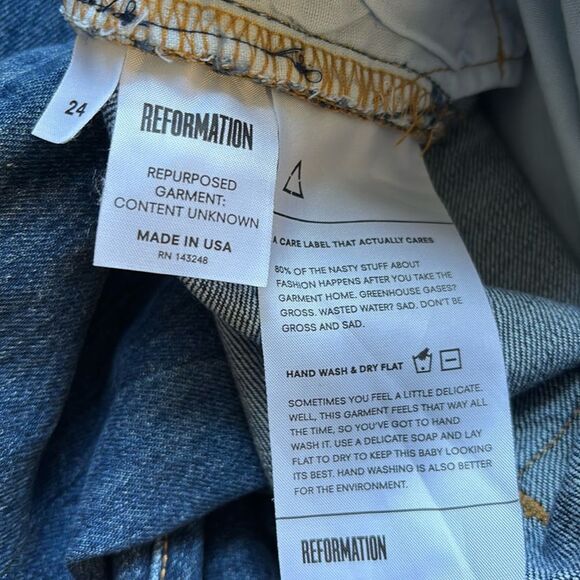 24
REFORMATION
REPURPOSED
GARMENT:
CONTENT UNKNOWN
MADE IN USA
RN 143248
A CARE LABEL THAT ACTUALLY CARES
80% OF THE NASTY STUFF ABOUT
FASHION HAPPENS AFTER YOU TAKE THE
GARMENT HOME. GREENHOUSE GASES?
GROSS. WASTED WATER? SAD. DON'T BE
GROSS AND SAD.
HAND WASH & DRY FLAT
SOMETIMES YOU FEEL A LITTLE DELICATE.
WELL, THIS GARMENT FEELS THAT WAY ALL
THE TIME, SO YOU'VE GOT TO HAND
WASH IT. USE A DELICATE SOAP AND LAY
FLAT TO DRY TO KEEP THIS BABY LOOKING
ITS BEST. HAND WASHING IS ALSO BETTER
FOR THE ENVIRONMENT.
REFORMATION